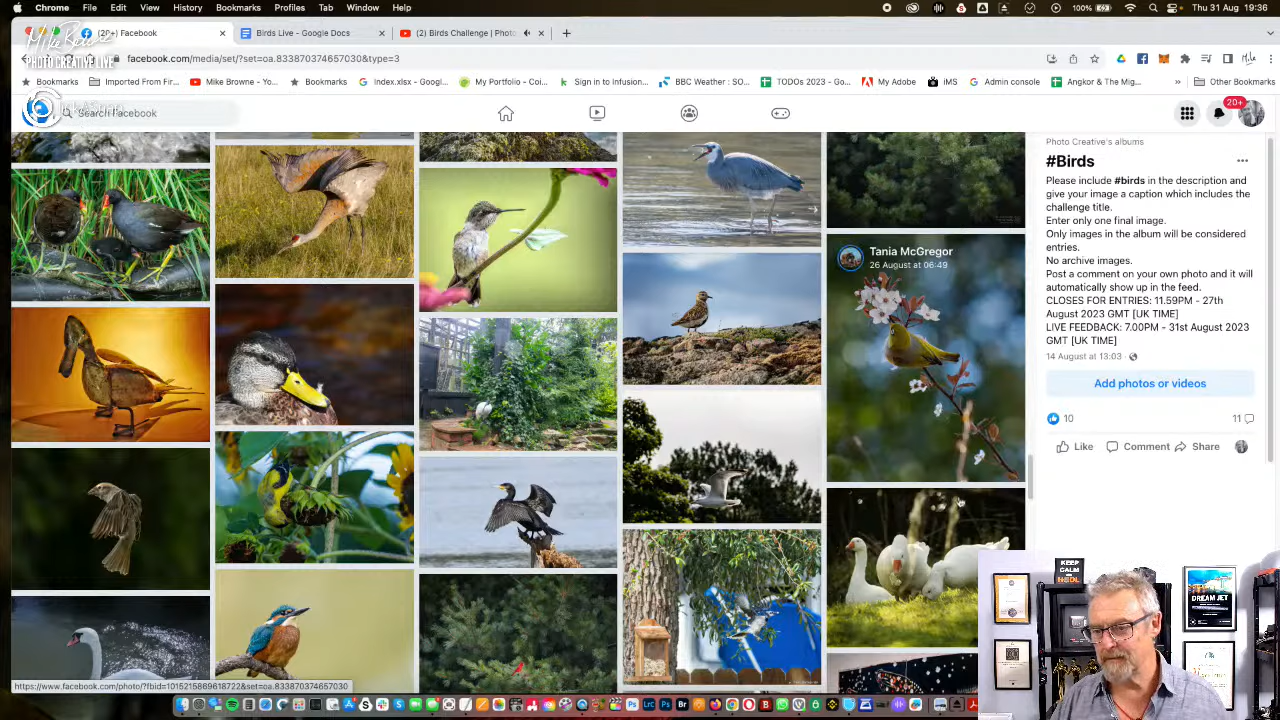 Chrome File Edit View History Bookmarks Profiles Tab Window Help
100% Thu 31 Aug 19:36
(20+) Facebook
Birds Live - Google Docs
(2) Birds Challenge | Photo
facebook.com/media/set/?set=oa.833870374657030&type=3
PHOTO CREATIVE LIVE
Bookmarks
Imported From Fir...
Mike Browne - Yo...
Bookmarks
Index.xlsx - Googl...
My Portfolio - Coi...
Sign in to Infusion...
BBC Weather : SO...
TODOs 2023 - Go...
My Adobe
iMS
Admin console
Angkor & The Mig...
Other Bookmarks
Search Facebook
20+
Photo Creative's albums
#Birds
Please include #birds in the description and
give your image a caption which includes the
challenge title.
Enter only one final image.
Only images in the album will be considered
entries.
No archive images.
Post a comment on your own photo and it will
automatically show up in the feed.
CLOSES FOR ENTRIES: 11.59PM - 27th
August 2023 GMT [UK TIME]
LIVE FEEDBACK: 7.00PM - 31st August 2023
GMT [UK TIME]
14 August at 13:03
Add photos or videos
10
11
Like
Comment
Share
Tania McGregor
26 August at 06:49
KEEP
CALM
DREAM JET
https://www.facebook.com/photo/?fbid=10152158696187​22&set=oa.833870374657030